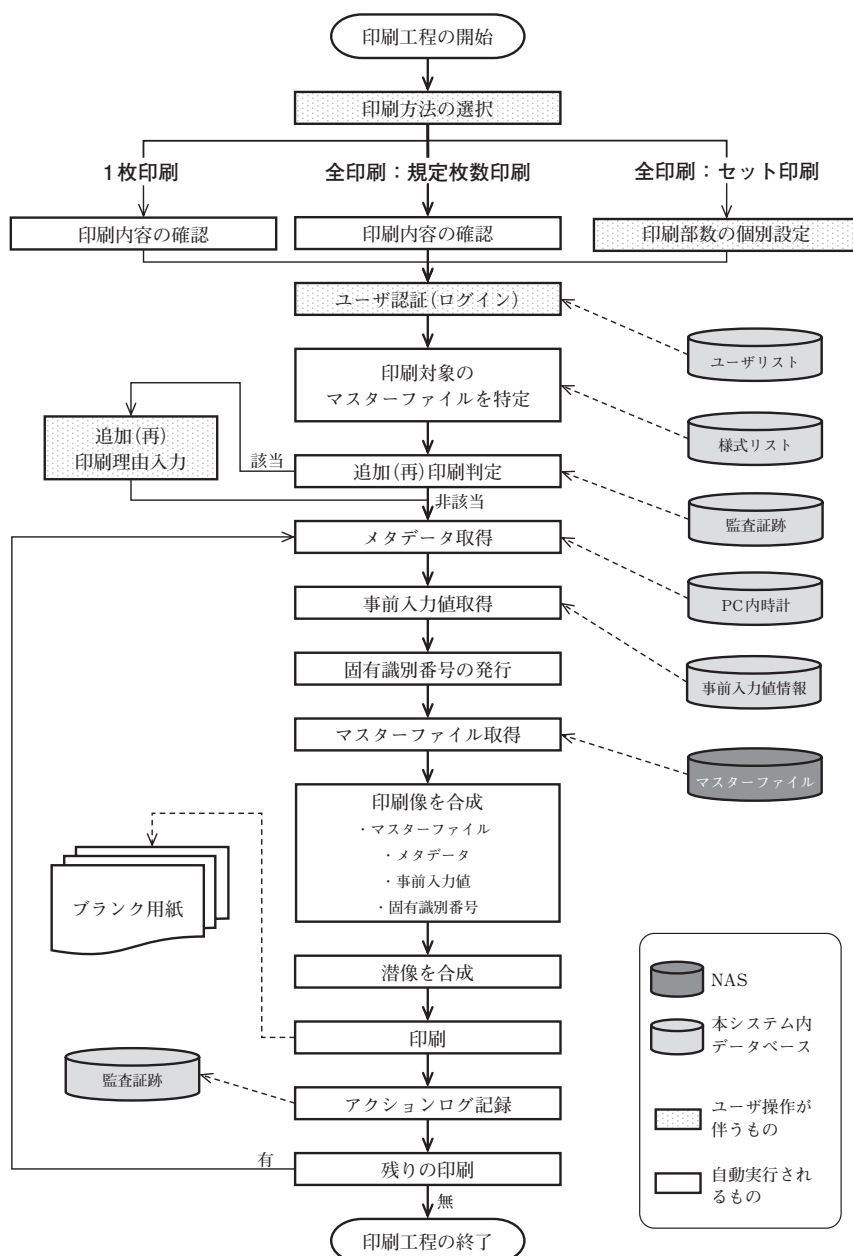 印刷工程の開始
印刷方法の選択
1枚印刷
全印刷：規定枚数印刷
全印刷：セット印刷
印刷内容の確認
印刷内容の確認
印刷部数の個別設定
ユーザ認証(ログイン)
ユーザリスト
印刷対象の
マスターファイルを特定
様式リスト
追加(再)
印刷理由入力
該当
追加(再)印刷判定
非該当
監査証跡
メタデータ取得
PC内時計
事前入力値取得
固有識別番号の発行
事前入力値情報
マスターファイル取得
マスターファイル
印刷像を合成
・マスターファイル
・メタデータ
・事前入力値
・固有識別番号
ブランク用紙
潜像を合成
印刷
監査証跡
アクションログ記録
有
残りの印刷
無
印刷工程の終了
NAS
本システム内
データベース
ユーザ操作が
伴うもの
自動実行され
るもの